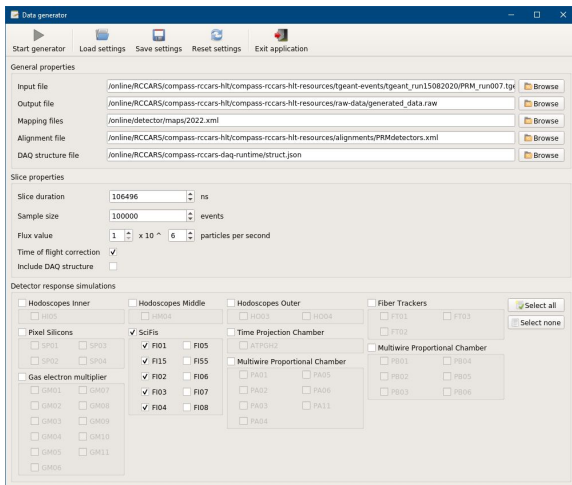 Data generator
Start generator Load settings Save settings Reset settings Exit application
General properties
Input file /online/RCCARS/compass-rccars-hlt/compass-rccars-hlt-resources/tgeant-events/tgeant_run15082020/PRM_run007.tge Browse
Output file /online/RCCARS/compass-rccars-hlt/compass-rccars-hlt-resources/raw-data/generated_data.raw Browse
Mapping files /online/detector/maps/2022.xml Browse
Alignment file /online/RCCARS/compass-rccars-hlt/compass-rccars-hlt-resources/alignments/PRMdetectors.xml Browse
DAQ structure file /online/RCCARS/compass-rccars-daq-runtime/struct.json Browse
Slice properties
Slice duration 106496 ns
Sample size 100000 events
Flux value 1 x 10 ^ 6 particles per second
Time of flight correction
Include DAQ structure
Detector response simulations
Hodoscopes Inner Hodoscopes Middle Hodoscopes Outer Fiber Trackers Select all
HI05 HM04 HO03 HO04 FT01 FT03
FT02 Select none
Pixel Silicons SciFis Time Projection Chamber
SP01 SP03 FI01 FI05 ATPGH2 Multiwire Proportional Chamber
SP02 SP04 FI15 FI55 Multiwire Proportional Chamber PB01 PB04
Gas electron multiplier FI02 FI06 PA01 PA05 PB02 PB05
GM01 GM07 FI03 FI07 PA02 PA06 PB03 PB06
GM02 GM08 FI04 FI08 PA03 PA11
GM03 GM09 PA04
GM04 GM10
GM05 GM11
GM06